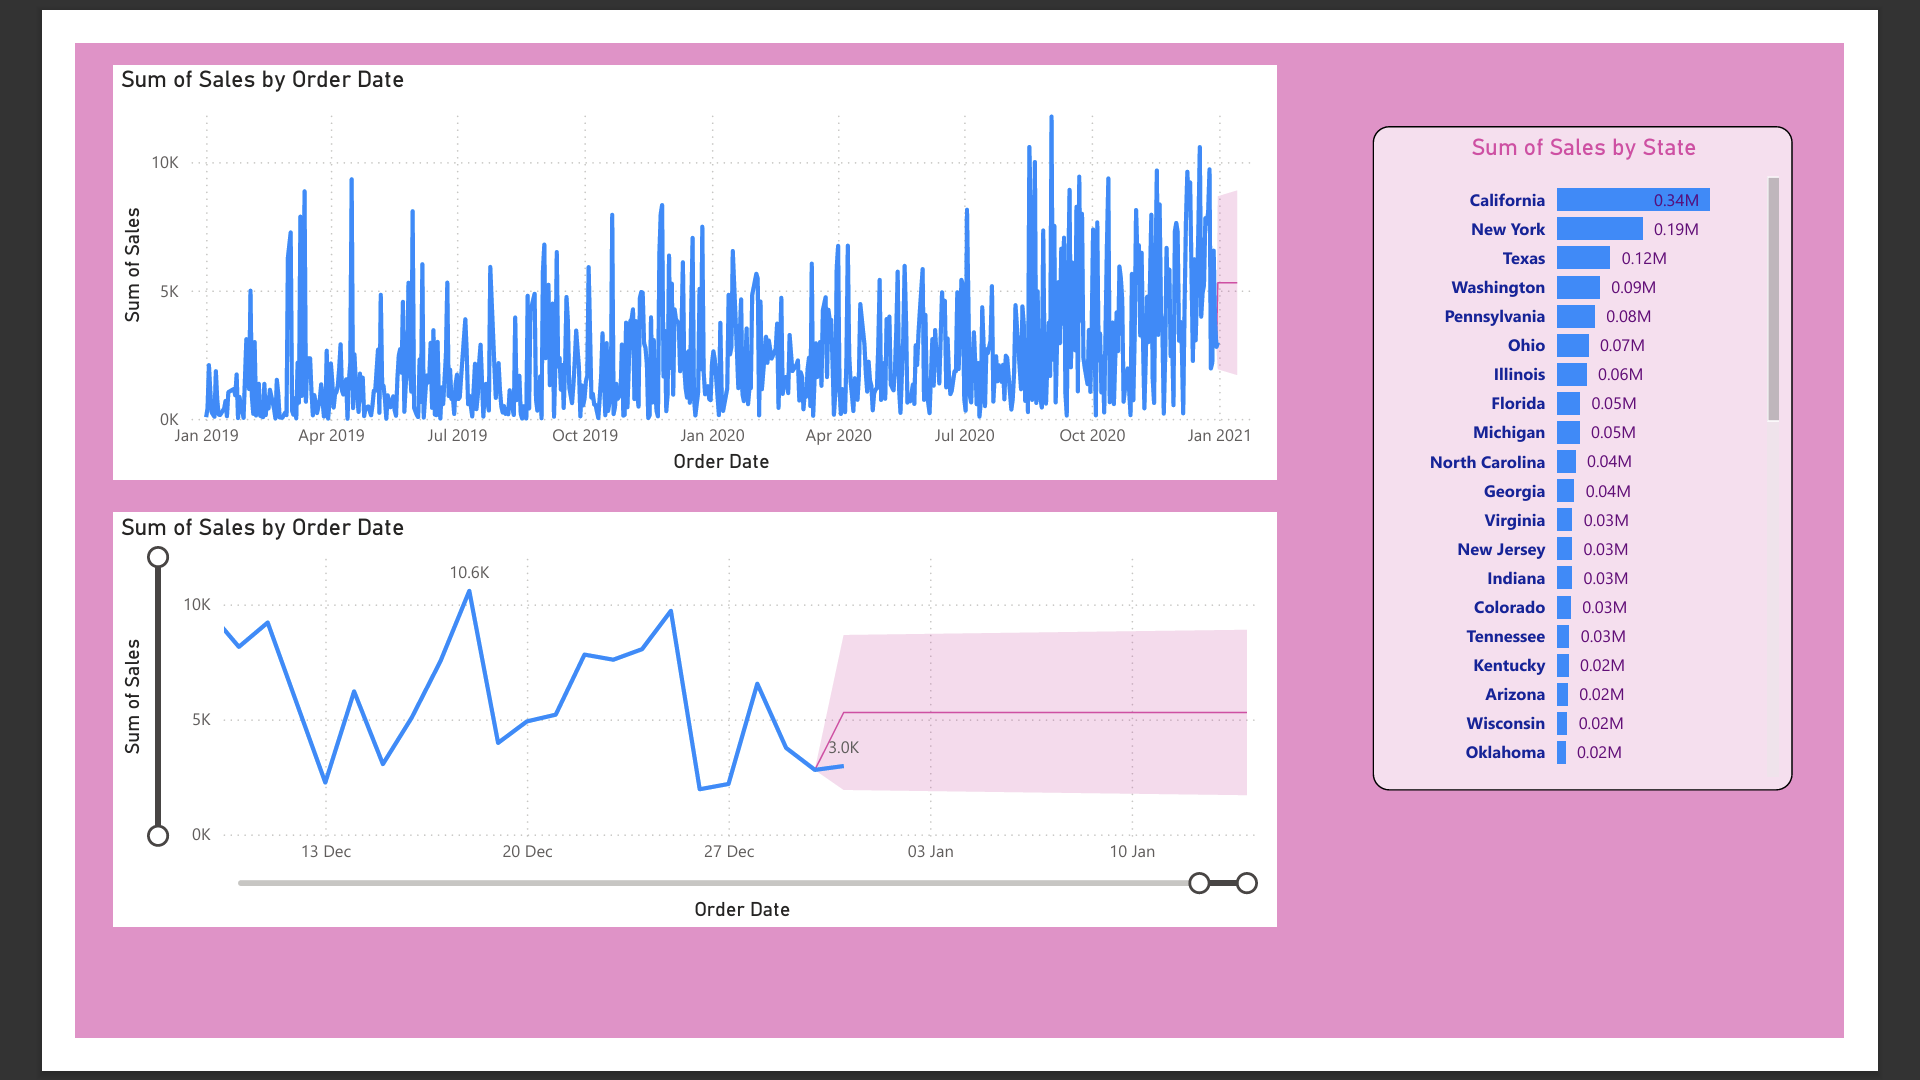 Sum of Sales by Order Date
Sum of Sales
10K
5K
0K
Jan 2019 Apr 2019 Jul 2019 Oct 2019 Jan 2020 Apr 2020 Jul 2020 Oct 2020 Jan 2021
Order Date
Sum of Sales by Order Date
Sum of Sales
10K
5K
0K
10.6K
3.0K
13 Dec 20 Dec 27 Dec 03 Jan 10 Jan
Order Date
Sum of Sales by State
California 0.34M
New York 0.19M
Texas 0.12M
Washington 0.09M
Pennsylvania 0.08M
Ohio 0.07M
Illinois 0.06M
Florida 0.05M
Michigan 0.05M
North Carolina 0.04M
Georgia 0.04M
Virginia 0.03M
New Jersey 0.03M
Indiana 0.03M
Colorado 0.03M
Tennessee 0.03M
Kentucky 0.02M
Arizona 0.02M
Wisconsin 0.02M
Oklahoma 0.02M